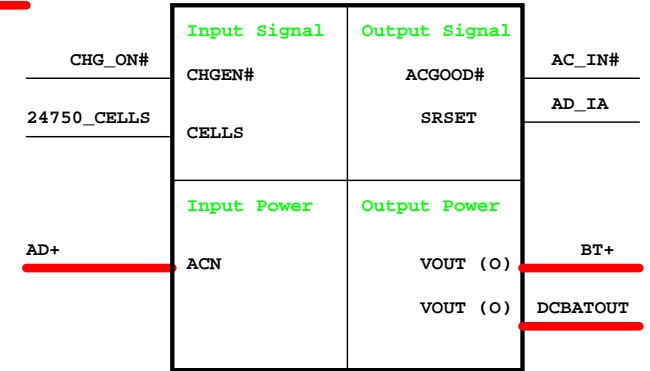 Input Signal Output Signal
CHG_ON# CHGEN# ACGOOD# AC_IN#
24750_CELLS CELLS SRSET AD_IA
Input Power Output Power
AD+ ACN VOUT (O) BT+
VOUT (O) DCBATOUT